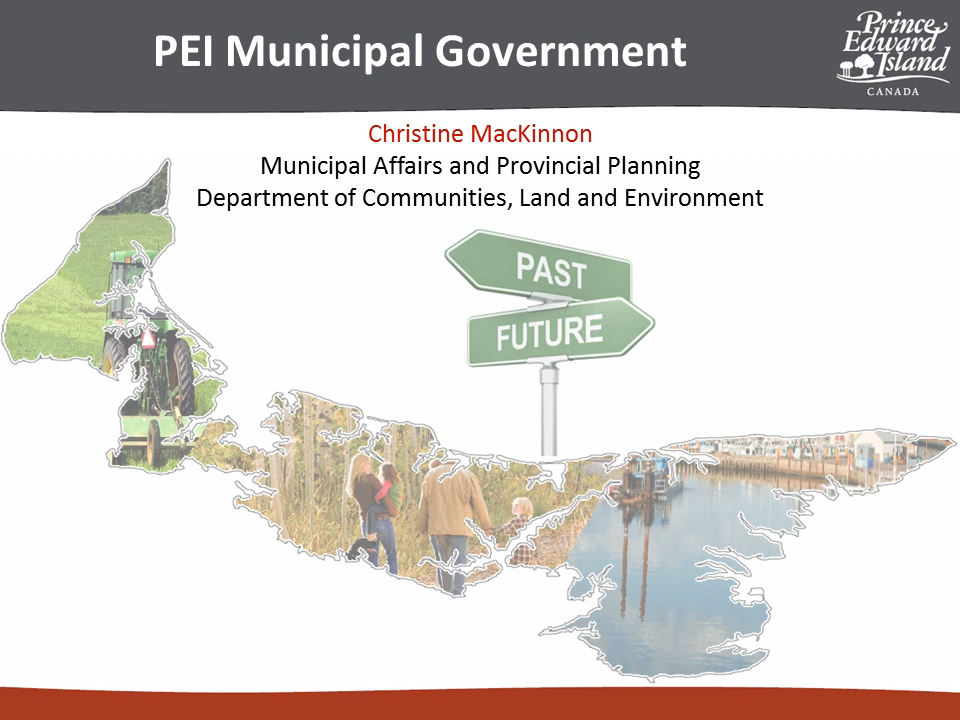 PEI Municipal Government
Prince
Edward
Island
CANADA
Christine MacKinnon
Municipal Affairs and Provincial Planning
Department of Communities, Land and Environment
PAST
FUTURE